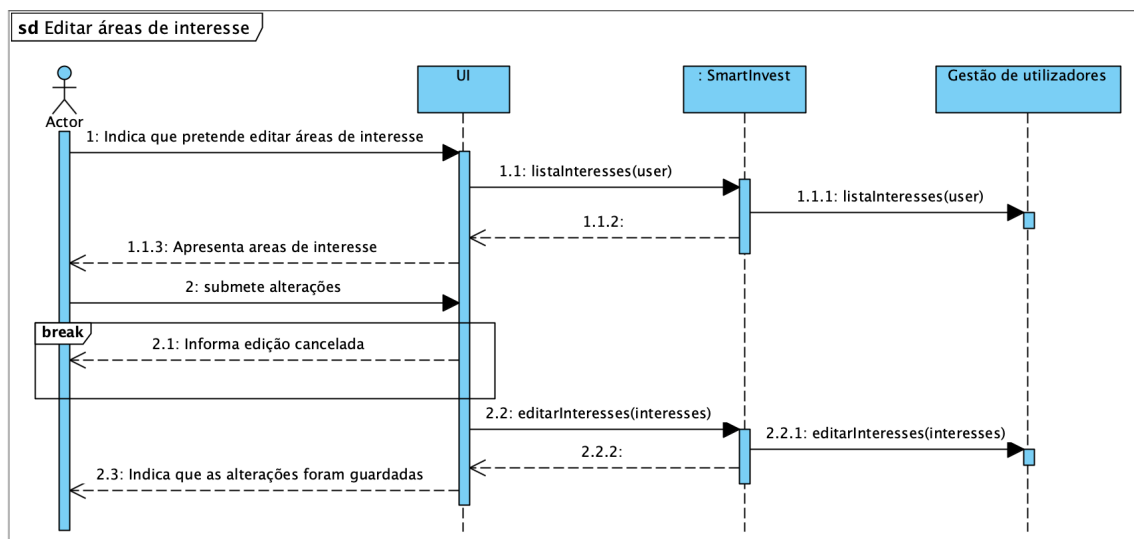 sd Editar áreas de interesse
Actor
UI
: SmartInvest
Gestão de utilizadores
1: Indica que pretende editar áreas de interesse
1.1: listaInteresses(user)
1.1.1: listaInteresses(user)
1.1.2:
1.1.3: Apresenta areas de interesse
2: submete alterações
break
2.1: Informa edição cancelada
2.2: editarInteresses(interesses)
2.2.1: editarInteresses(interesses)
2.2.2:
2.3: Indica que as alterações foram guardadas